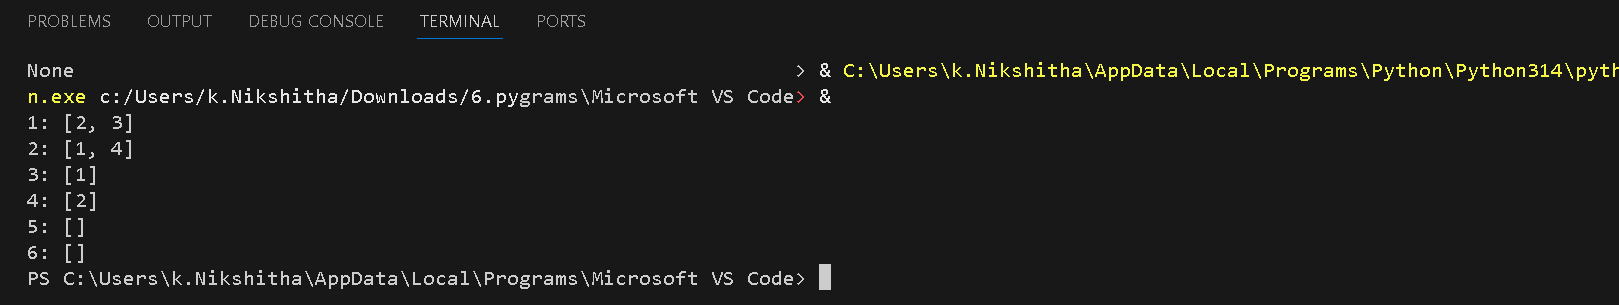 PROBLEMS OUTPUT DEBUG CONSOLE TERMINAL PORTS
None > & C:\Users\k.Nikshitha\AppData\Local\Programs\Python\Python314\pyth
n.exe c:/Users/k.Nikshitha/Downloads/6.pygrams\Microsoft VS Code> &
1: [2, 3]
2: [1, 4]
3: [1]
4: [2]
5: []
6: []
PS C:\Users\k.Nikshitha\AppData\Local\Programs\Microsoft VS Code>